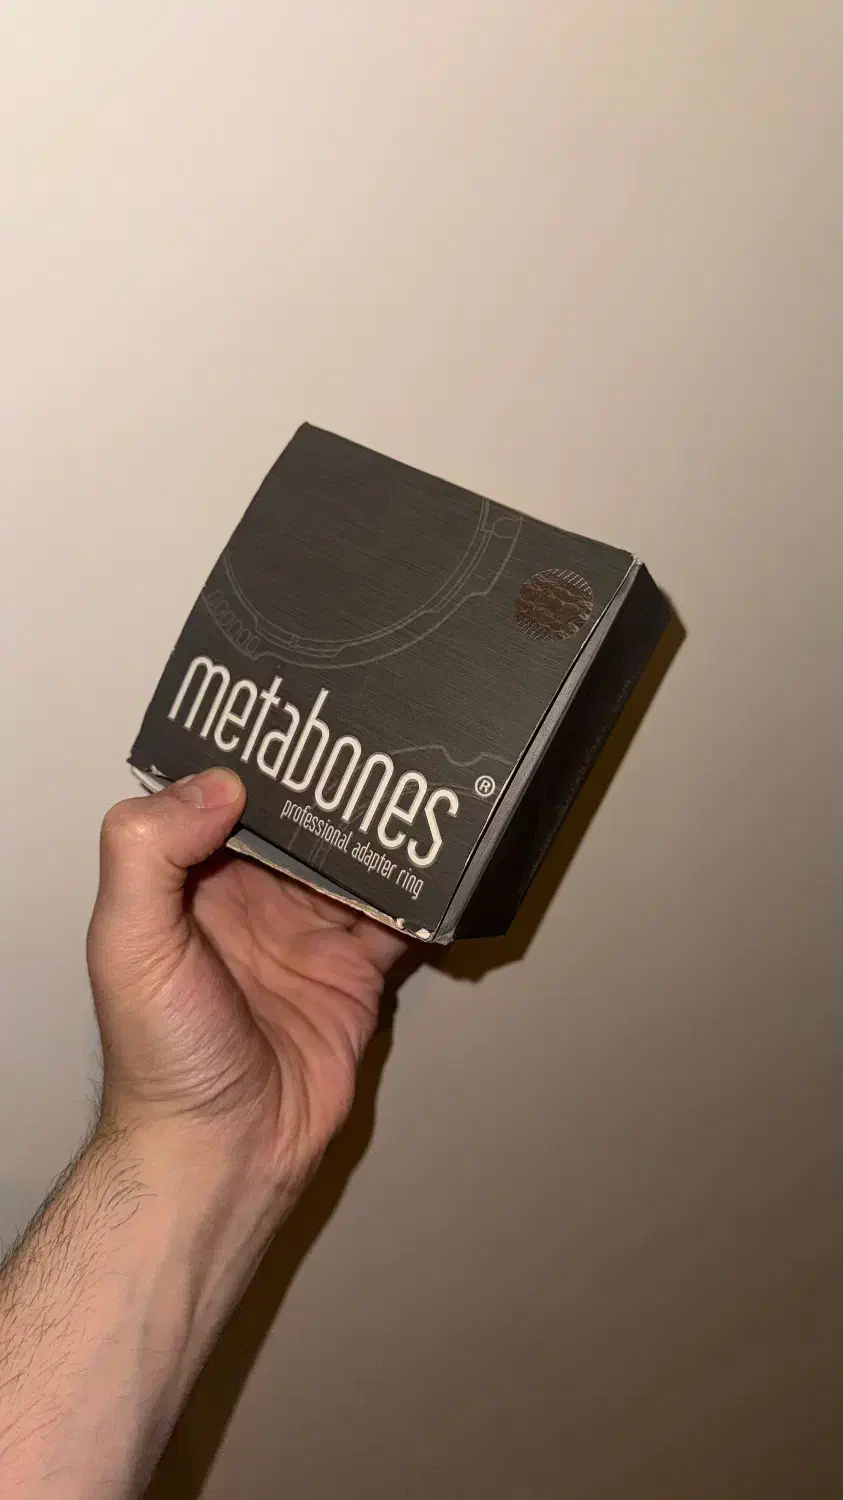 metabones®
professional adapter ring